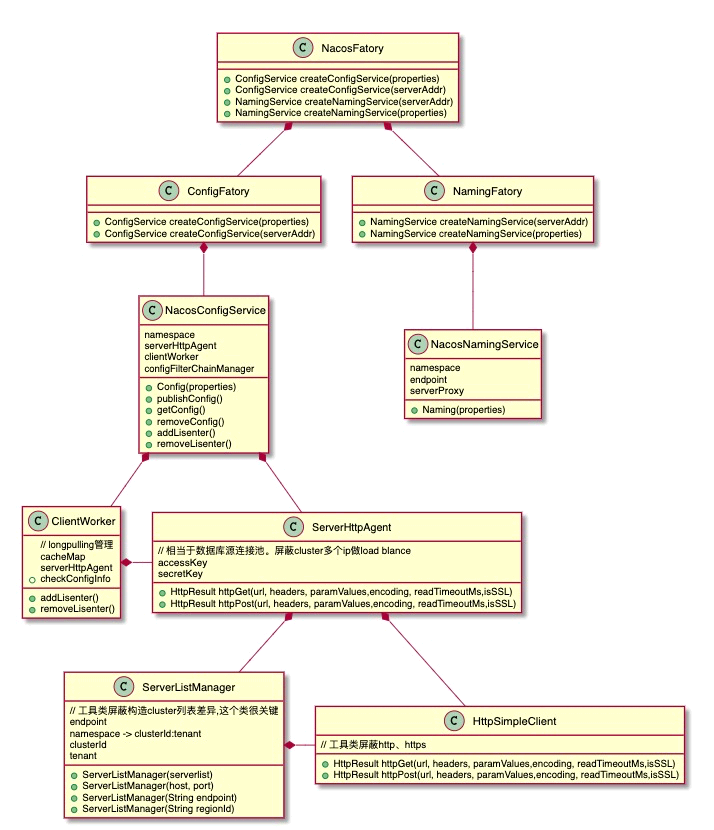 C NacosFatory
ConfigService createConfigService(properties)
ConfigService createConfigService(serverAddr)
NamingService createNamingService(serverAddr)
NamingService createNamingService(properties)
C ConfigFatory
ConfigService createConfigService(properties)
ConfigService createConfigService(serverAddr)
C NamingFatory
NamingService createNamingService(serverAddr)
NamingService createNamingService(properties)
C NacosConfigService
namespace
serverHttpAgent
clientWorker
configFilterChainManager
Config(properties)
publishConfig()
getConfig()
removeConfig()
addLisenter()
removeLisenter()
C NacosNamingService
namespace
endpoint
serverProxy
Naming(properties)
C ClientWorker
// longpulling管理
cacheMap
serverHttpAgent
checkConfigInfo
addLisenter()
removeLisenter()
C ServerHttpAgent
// 相当于数据库源连接池。屏蔽cluster多个ip做load blance
accessKey
secretKey
HttpResult httpGet(url, headers, paramValues,encoding, readTimeoutMs,isSSL)
HttpResult httpPost(url, headers, paramValues,encoding, readTimeoutMs,isSSL)
C ServerListManager
// 工具类屏蔽构造cluster列表差异,这个类很关键
endpoint
namespace -> clusterId:tenant
clusterId
tenant
ServerListManager(serverlist)
ServerListManager(host, port)
ServerListManager(String endpoint)
ServerListManager(String regionId)
C HttpSimpleClient
// 工具类屏蔽http、https
HttpResult httpGet(url, headers, paramValues,encoding, readTimeoutMs,isSSL)
HttpResult httpPost(url, headers, paramValues,encoding, readTimeoutMs,isSSL)